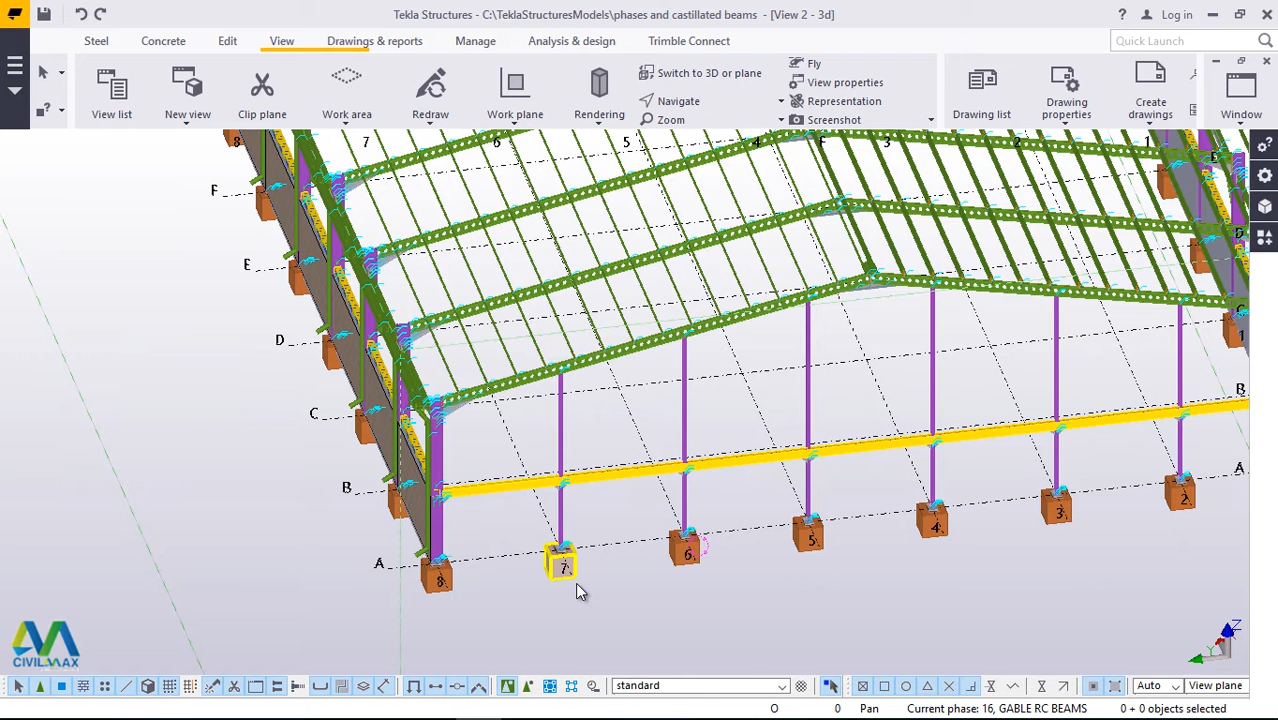 Tekla Structures - C:\TeklaStructuresModels\phases and castillated beams - [View 2 - 3d]
? Log in
Steel Concrete Edit View Drawings & reports Manage Analysis & design Trimble Connect Quick Launch
View list New view Clip plane Work area Redraw Work plane Rendering
Switch to 3D or plane
Navigate
Zoom
Fly
View properties
Representation
Screenshot
Drawing list Drawing properties Create drawings Window
8 7 6 5 4 F 3 2 1 E
F
E D
D C
C 1
B B
A A
8 7 6 5 4 3 2
Z
Y
CIVILMAX
standard Auto View plane
O 0 Pan Current phase: 16, GABLE RC BEAMS 0 + 0 objects selected